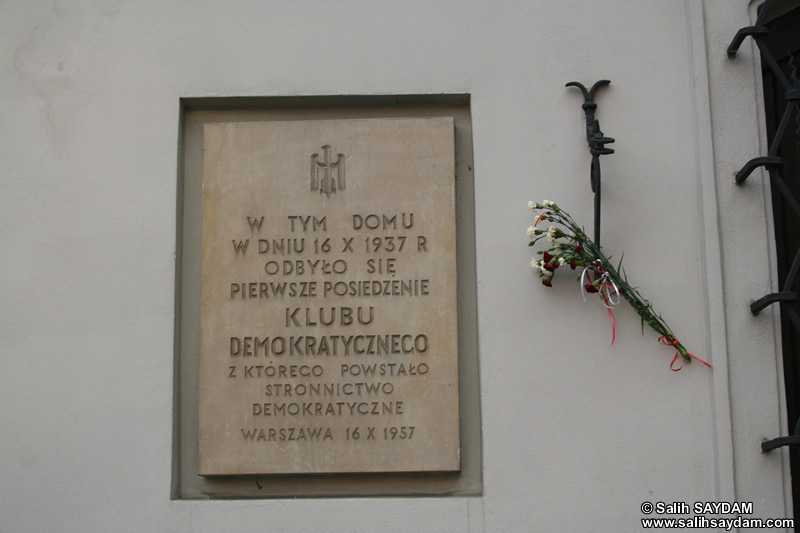 W TYM DOMU
W DNIU 16 X 1937 R
ODBYŁO SIĘ
PIERWSZE POSIEDZENIE
KLUBU
DEMOKRATYCZNEGO
Z KTÓREGO POWSTAŁO
STRONNICTWO
DEMOKRATYCZNE
WARSZAWA 16 X 1957
© Salih SAYDAM
www.salihsaydam.com